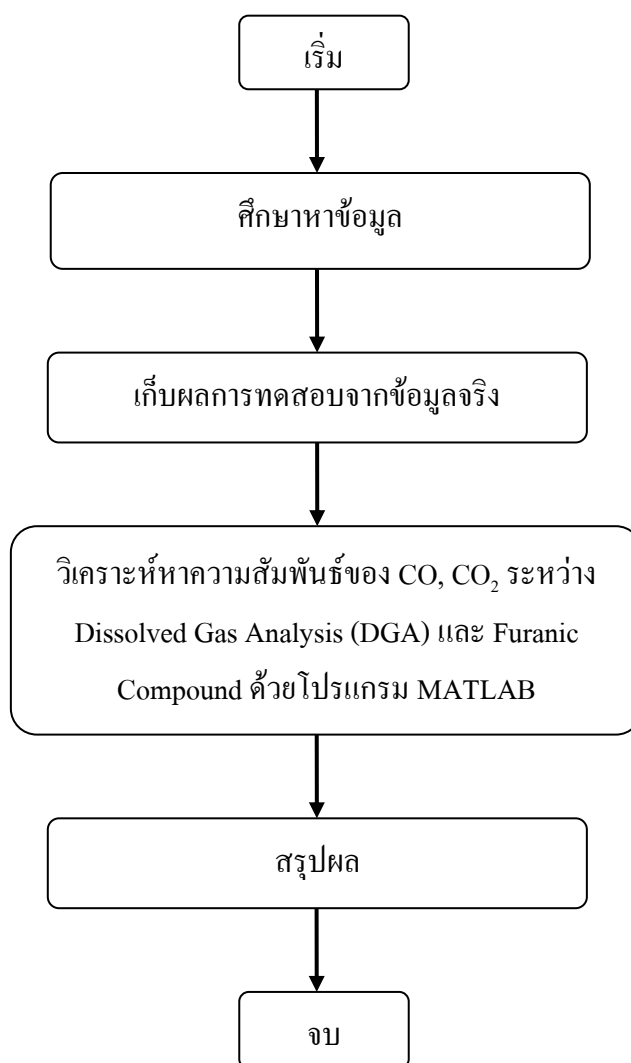 เริ่ม
ศึกษาหาข้อมูล
เก็บผลการทดสอบจากข้อมูลจริง
วิเคราะห์หาความสัมพันธ์ของ CO, CO₂ ระหว่าง
Dissolved Gas Analysis (DGA) และ Furanic
Compound ด้วยโปรแกรม MATLAB
สรุปผล
จบ